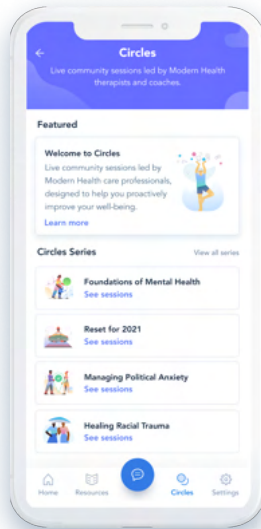 Circles
Live community sessions led by Modern Health
therapists and coaches.
Featured
Welcome to Circles
Live community sessions led by
Modern Health care professionals,
designed to help you proactively
improve your well-being.
Learn more
Circles Series
View all series
Foundations of Mental Health
See sessions
Reset for 2021
See sessions
Managing Political Anxiety
See sessions
Healing Racial Trauma
See sessions
Home
Resources
Circles
Settings